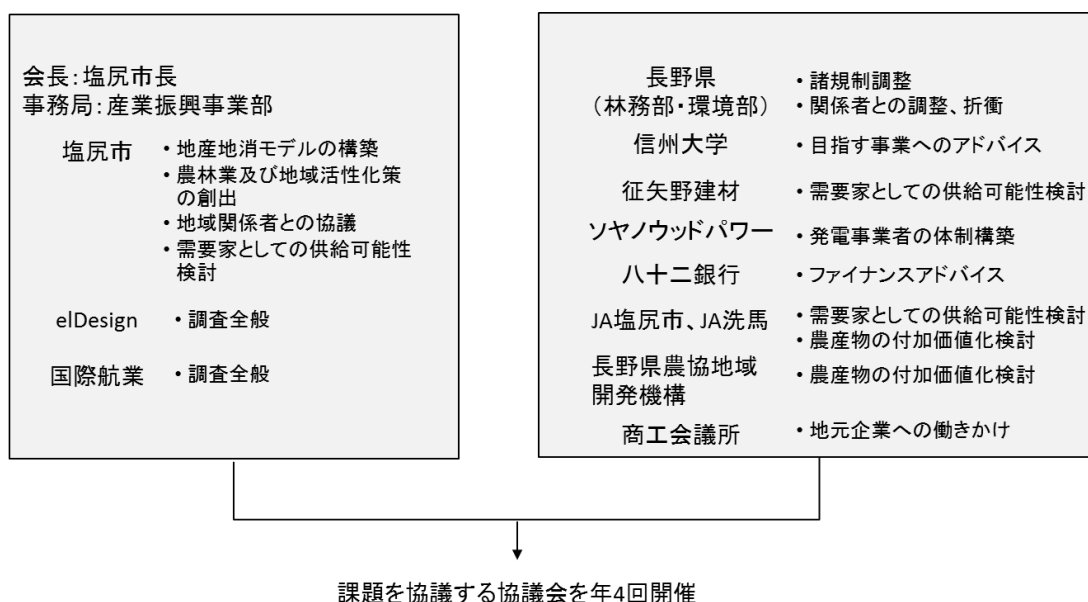 会長：塩尻市長
事務局：産業振興事業部
塩尻市
・地産地消モデルの構築
・農林業及び地域活性化策
の創出
・地域関係者との協議
・需要家としての供給可能性
検討
elDesign
・調査全般
国際航業
・調査全般
長野県
（林務部・環境部）
・諸規制調整
・関係者との調整、折衝
信州大学
・目指す事業へのアドバイス
征矢野建材
・需要家としての供給可能性検討
ソヤノウッドパワー
・発電事業者の体制構築
八十二銀行
・ファイナンスアドバイス
JA塩尻市、JA洗馬
・需要家としての供給可能性検討
・農産物の付加価値化検討
長野県農協地域
開発機構
・農産物の付加価値化検討
商工会議所
・地元企業への働きかけ
課題を協議する協議会を年4回開催